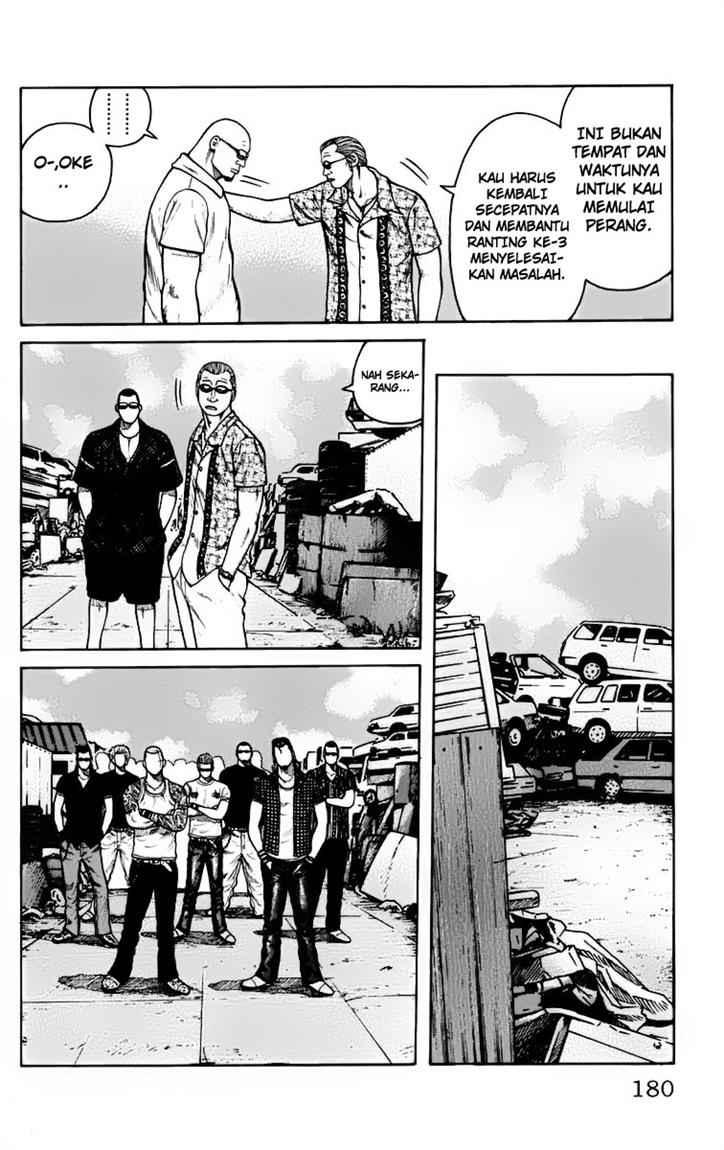 INI BUKAN
TEMPAT DAN
WAKTUNYA
UNTUK KAU
MEMULAI
PERANG.
KAU HARUS
KEMBALI
SECEPATNYA
DAN MEMBANTU
RANTING KE-3
MENYELESAI-
KAN MASALAH.
O-,OKE
..
NAH SEKA-
RANG...
180